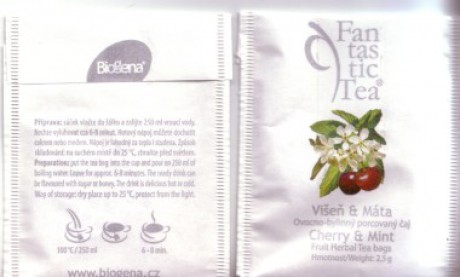 Biogena®
Přípravac: sáček vložte do šálku a zalijte 250 ml vroucí vody.
Nechte vyluhovat cca 6-8 minut. Hotový nápoj můžete dochutit
cukrem nebo medem. Nápoj je lahodný za tepla i studena. Způsob
skladování: na suchém místě do 25 °C, chraňte před světlem.
Preparation: put the tea bag into the cup and pour on 250 ml of
boiling water. Leave for approx. 6-8 minutes. The ready drink can
be flavoured with sugar or honey. The drink is delicious hot or cold.
Way of storage: dry place up to 25 °C, protect from the light.
100°C / 250 ml
6 - 8 min.
www.biogena.cz
Fan
tas
tic
Tea®
Višeň & Máta
Ovocno-bylinný porcovaný čaj
Cherry & Mint
Fruit Herbal Tea bags
Hmotnost/Weight: 2,5 g